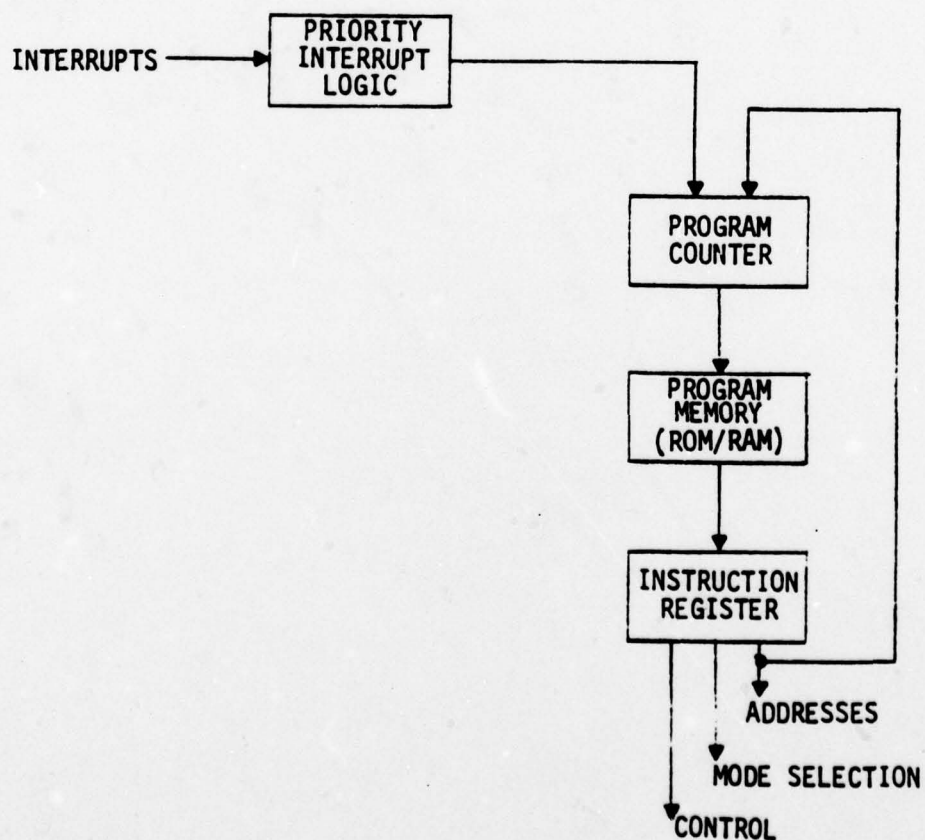 INTERRUPTS
PRIORITY
INTERRUPT
LOGIC
PROGRAM
COUNTER
PROGRAM
MEMORY
(ROM/RAM)
INSTRUCTION
REGISTER
ADDRESSES
MODE SELECTION
CONTROL